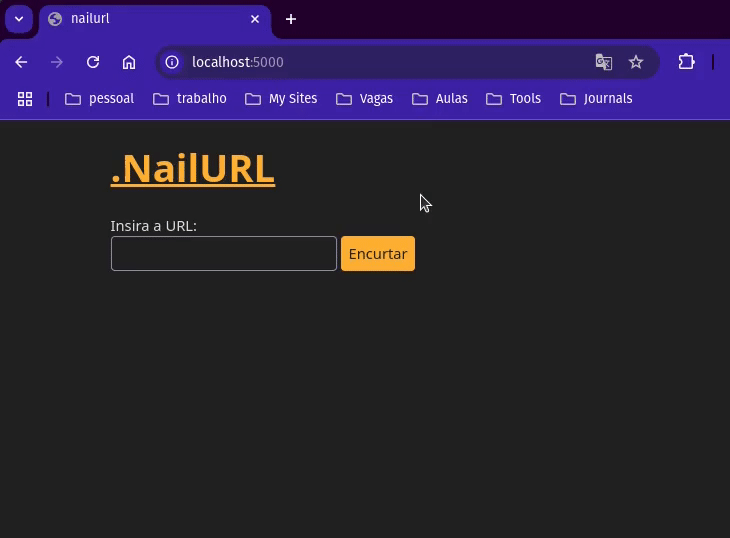 nailurl
localhost:5000
pessoal trabalho My Sites Vagas Aulas Tools Journals
.NailURL
Insira a URL:
Encurtar